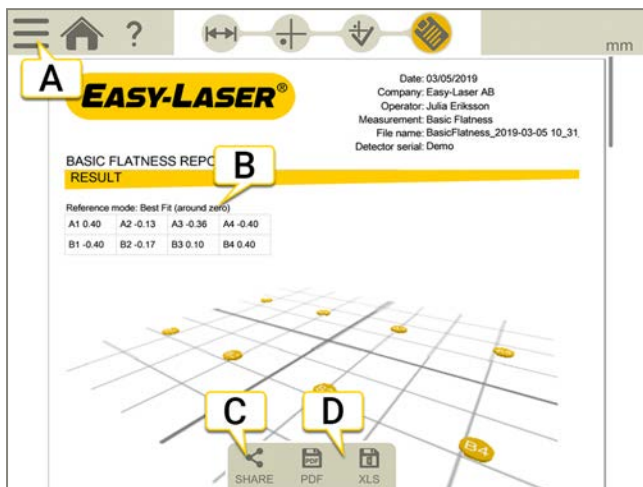 ?
mm
A
EASY-LASER®
Date: 03/05/2019
Company: Easy-Laser AB
Operator: Julia Eriksson
Measurement: Basic Flatness
File name: BasicFlatness_2019-03-05 10_31
Detector serial: Demo
BASIC FLATNESS REPO
B
RESULT
Reference mode: Best Fit (around zero)
A1 0.40 A2 -0.13 A3 -0.36 A4 -0.40
B1 -0.40 B2 -0.17 B3 0.10 B4 0.40
C
D
B4
PDF
SHARE PDF XLS